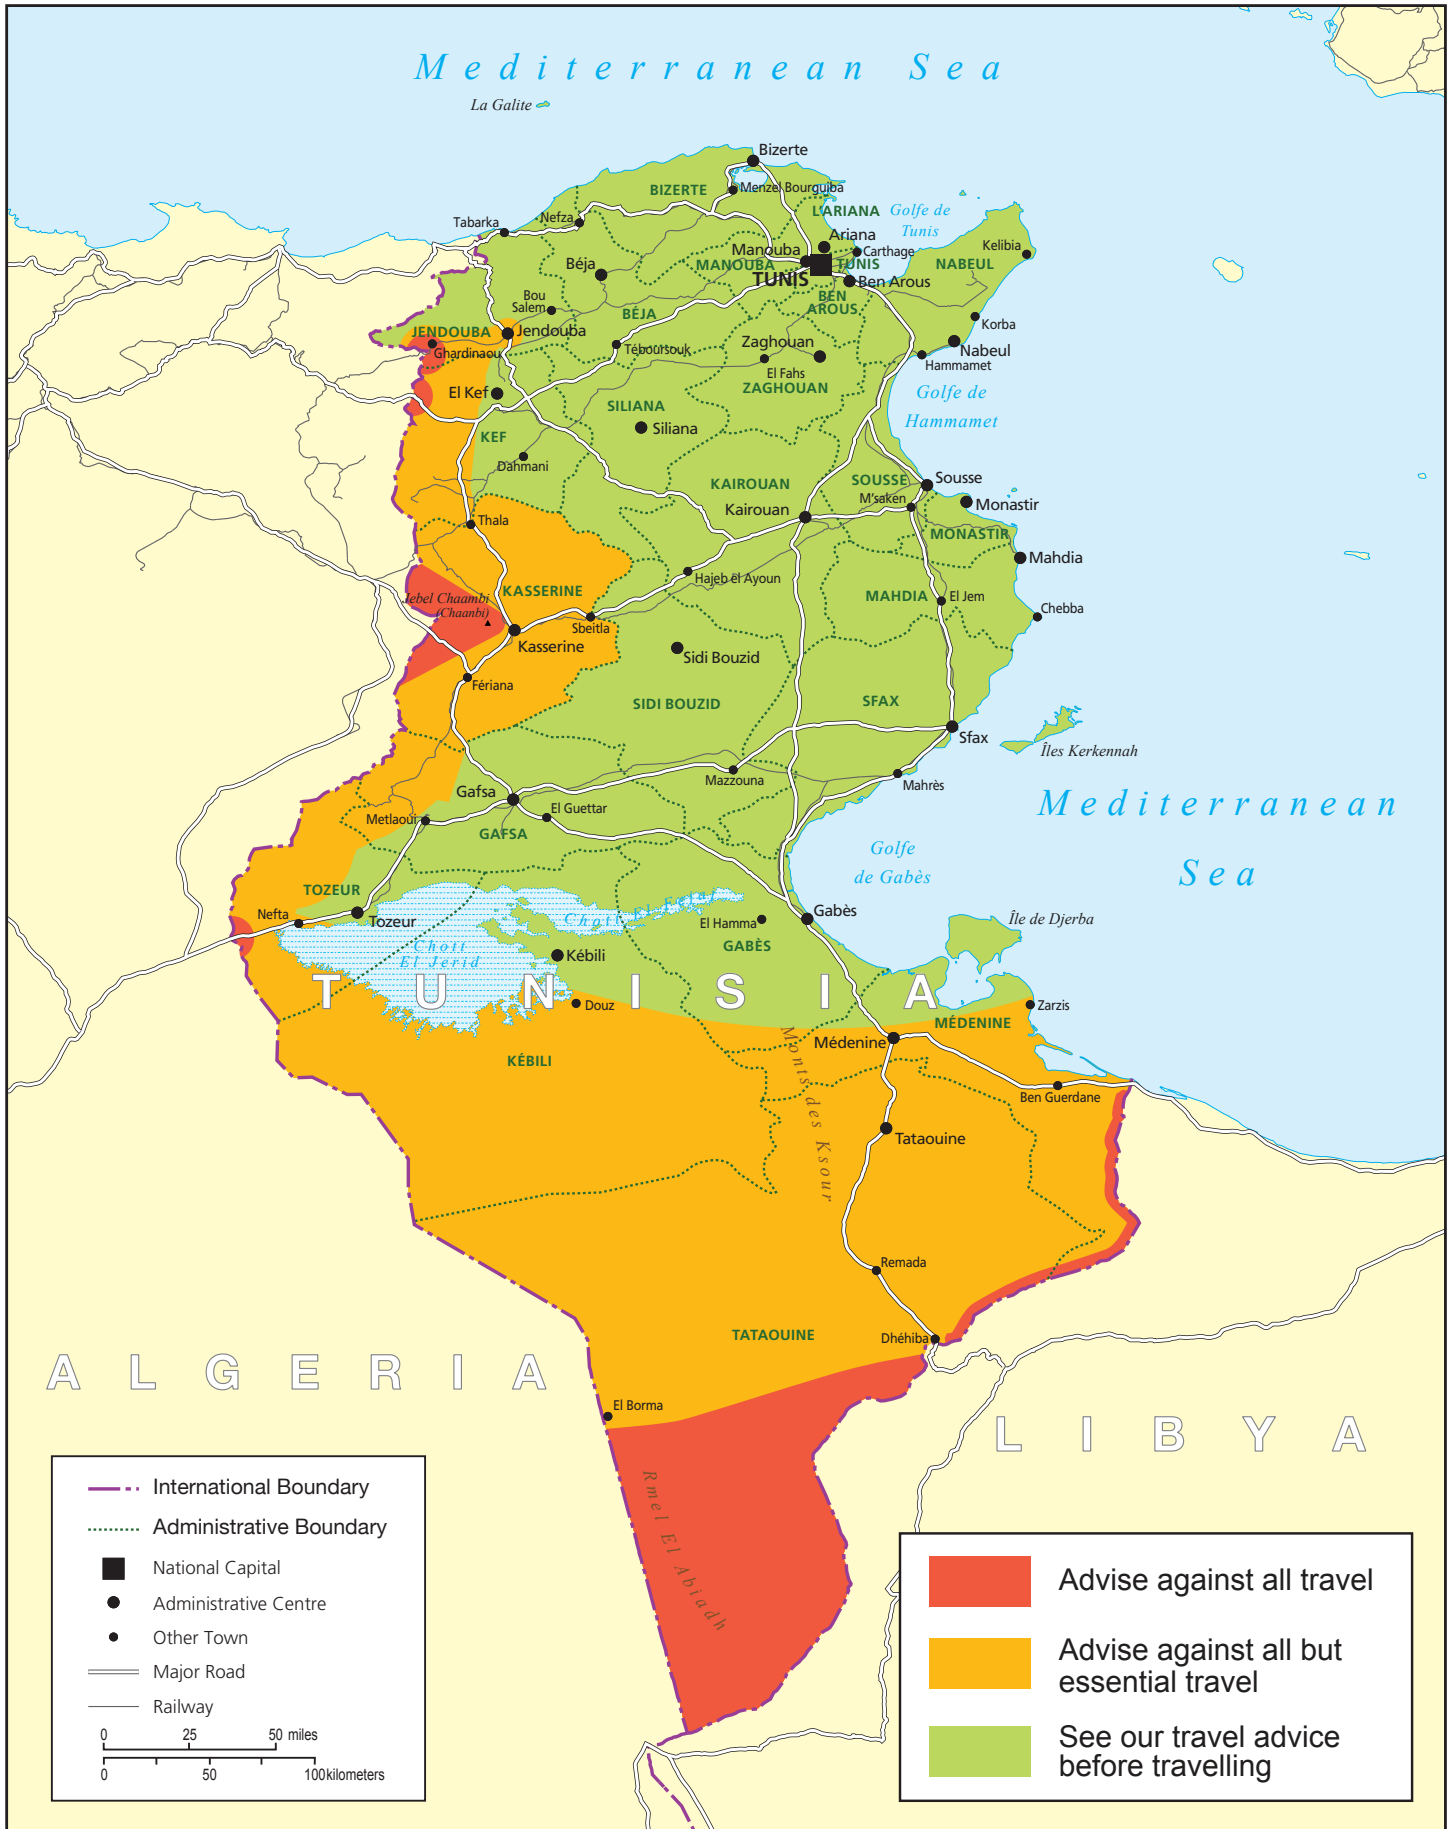 Mediterranean Sea
La Galite
Bizerte
BIZERTE
Menzel Bourguiba
L'ARIANA
Golfe de
Tunis
Tabarka
Nefza
Ariana
Carthage
Kelibia
Manouba
MANOUBA
TUNIS
TUNIS
NABEUL
Béja
Ben Arous
BEN
AROUS
Bou
Salem
BÉJA
Korba
JENDOUBA
Jendouba
Ghardinaou
Téboursouk
Zaghouan
El Fahs
ZAGHOUAN
Nabeul
Hammamet
Golfe de
Hammamet
El Kef
SILIANA
Siliana
KEF
Dahmani
KAIROUAN
SOUSSE
Sousse
M'saken
Monastir
Kairouan
Thala
MONASTIR
Mahdia
Hajeb El Ayoun
KASSERINE
Jebel Chaambi
(Chaanbi)
MAHDIA
El Jem
Chebba
Sbeitla
Kasserine
Sidi Bouzid
Fériana
SIDI BOUZID
SFAX
Sfax
Îles Kerkennah
Mazzouna
Mahrès
Gafsa
El Guettar
Metlaoui
GAFSA
Mediterranean
Sea
Golfe
de Gabès
TOZEUR
Nefta
Tozeur
Chott El Fejaj
El Hamma
Gabès
GABÈS
Île de Djerba
Chott
El Jerid
Kébili
TUNISIA
Douz
Zarzis
MÉDENINE
Médenine
KÉBILI
Monts des Ksour
Ben Guerdane
Tataouine
Remada
TATAOUINE
Dhéhiba
ALGERIA
El Borma
LIBYA
Rmel El Abiadh
International Boundary
Administrative Boundary
National Capital
Administrative Centre
Other Town
Major Road
Railway
0 25 50 miles
0 50 100kilometers
Advise against all travel
Advise against all but
essential travel
See our travel advice
before travelling